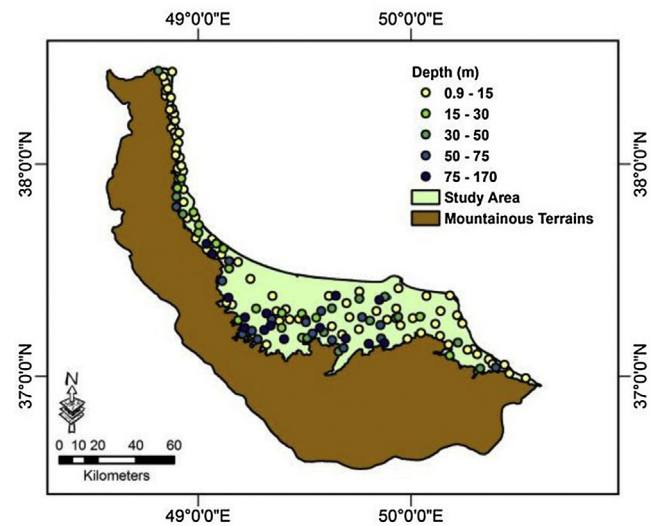 49°0'0"E 50°0'0"E
Depth (m)
0.9 - 15
15 - 30
30 - 50
50 - 75
75 - 170
Study Area
Mountainous Terrains
38°0'0"N 38°0'0"N
37°0'0"N 37°0'0"N
N
0 10 20 40 60
Kilometers
49°0'0"E 50°0'0"E